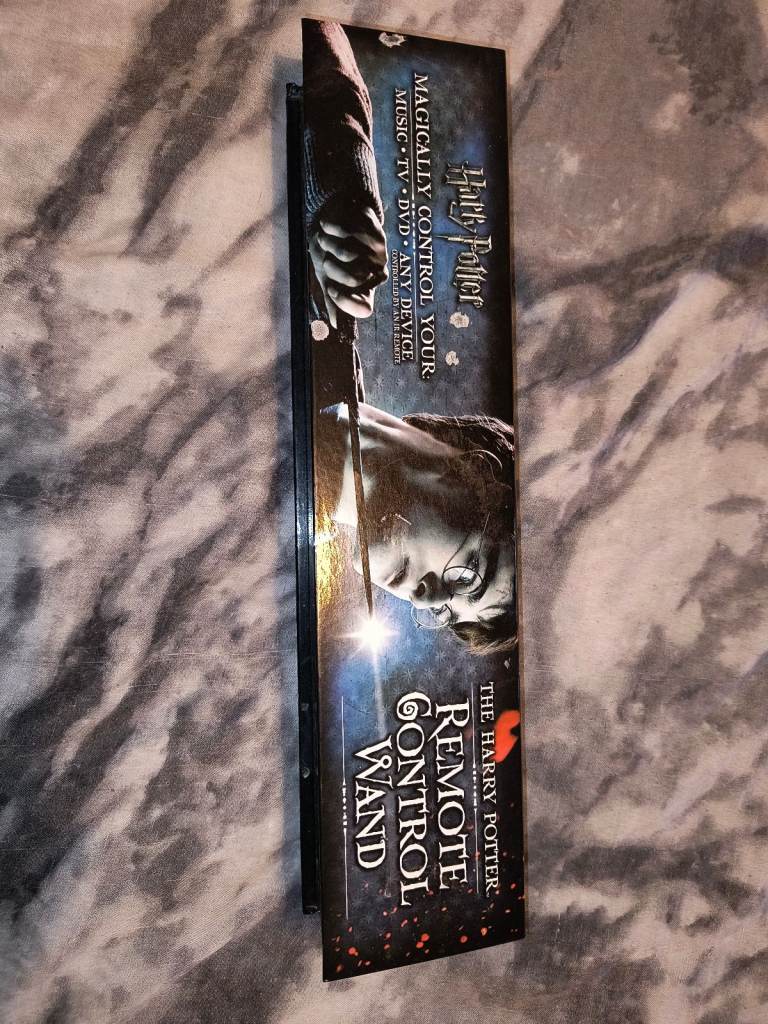 Harry Potter
MAGICALLY CONTROL YOUR:
MUSIC • TV • DVD • ANY DEVICE
CONTROLLED BY AN IR REMOTE
THE HARRY POTTER
REMOTE
CONTROL
WAND